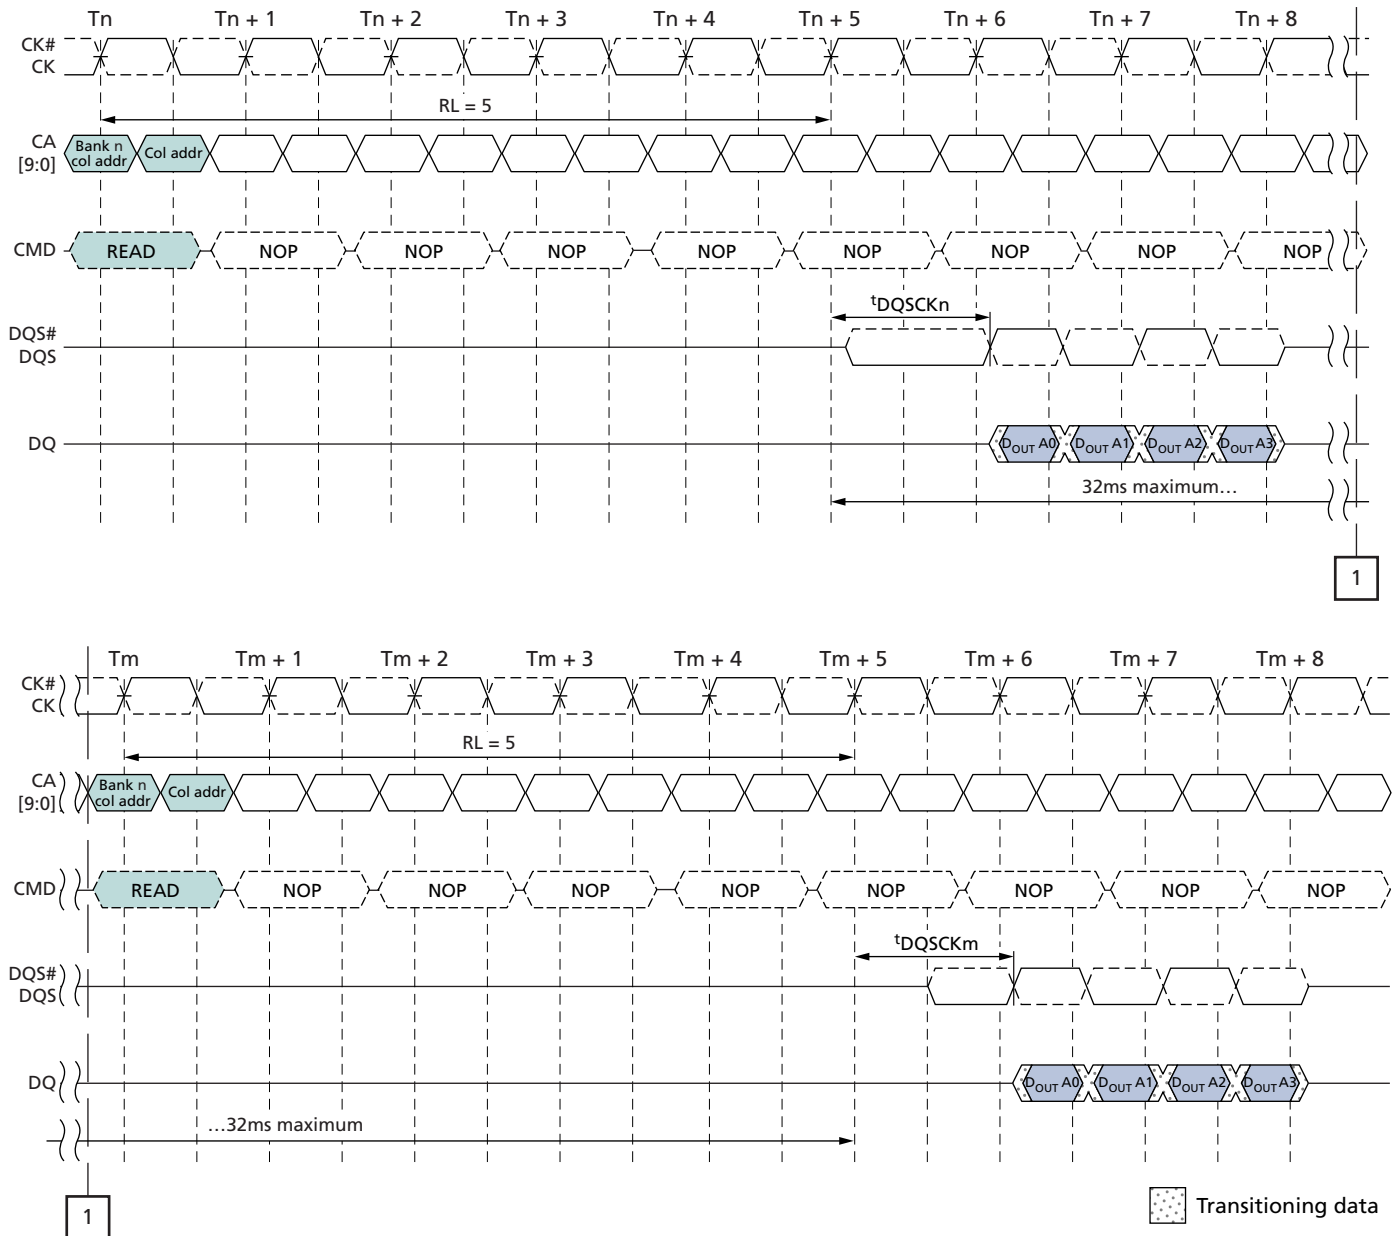 Tn Tn + 1 Tn + 2 Tn + 3 Tn + 4 Tn + 5 Tn + 6 Tn + 7 Tn + 8
CK#
CK
RL = 5
CA
[9:0]
Bank n
col addr
Col addr
CMD READ NOP NOP NOP NOP NOP NOP NOP NOP
tDQSCKn
DQS#
DQS
DQ DOUT A0 DOUT A1 DOUT A2 DOUT A3
32ms maximum…
1
Tm Tm + 1 Tm + 2 Tm + 3 Tm + 4 Tm + 5 Tm + 6 Tm + 7 Tm + 8
CK#
CK
RL = 5
CA
[9:0]
Bank n
col addr
Col addr
CMD READ NOP NOP NOP NOP NOP NOP NOP NOP
tDQSCKm
DQS#
DQS
DQ DOUT A0 DOUT A1 DOUT A2 DOUT A3
…32ms maximum
1
Transitioning data